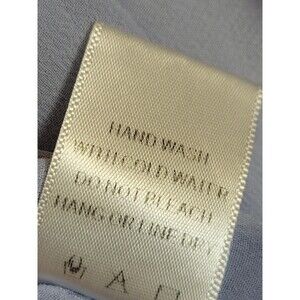 HAND WASH
WITH COLD WATER
DO NOT BLEACH
HANG OR LINE DRY
A